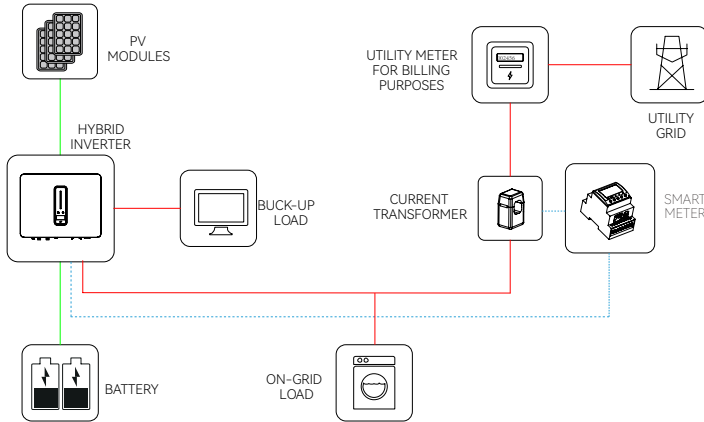 PV
MODULES
UTILITY METER
FOR BILLING
PURPOSES
UTILITY
GRID
HYBRID
INVERTER
BUCK-UP
LOAD
CURRENT
TRANSFORMER
SMART
METER
BATTERY
ON-GRID
LOAD